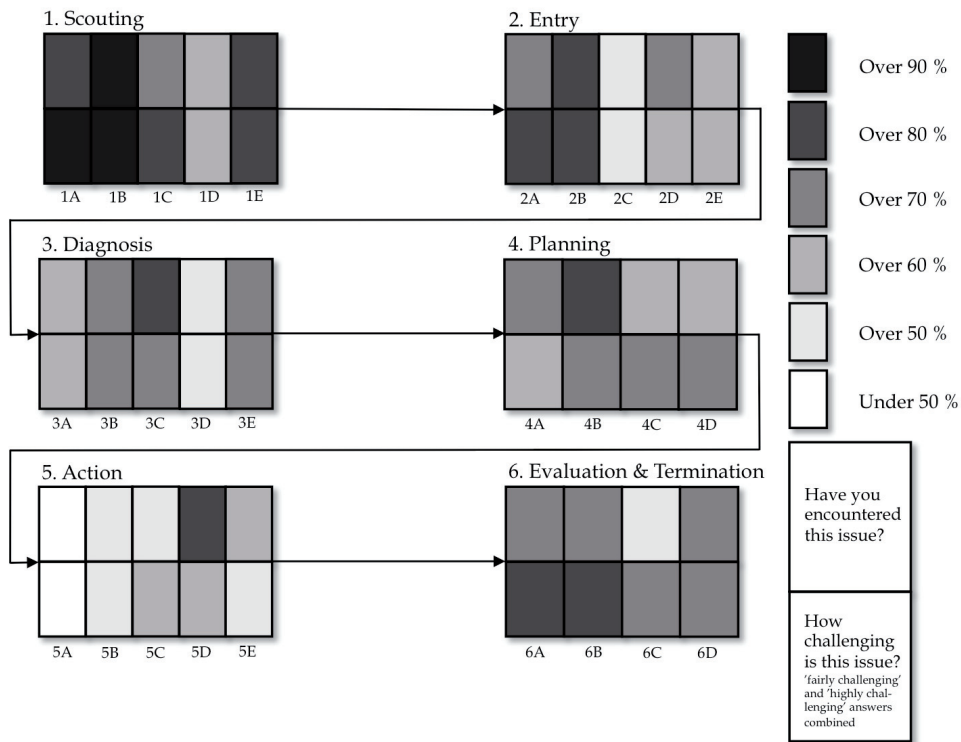 1. Scouting
1A 1B 1C 1D 1E
2. Entry
2A 2B 2C 2D 2E
3. Diagnosis
3A 3B 3C 3D 3E
4. Planning
4A 4B 4C 4D
5. Action
5A 5B 5C 5D 5E
6. Evaluation & Termination
6A 6B 6C 6D
Over 90 %
Over 80 %
Over 70 %
Over 60 %
Over 50 %
Under 50 %
Have you
encountered
this issue?
How
challenging
is this issue?
'fairly challenging'
and 'highly chal-
lenging' answers
combined